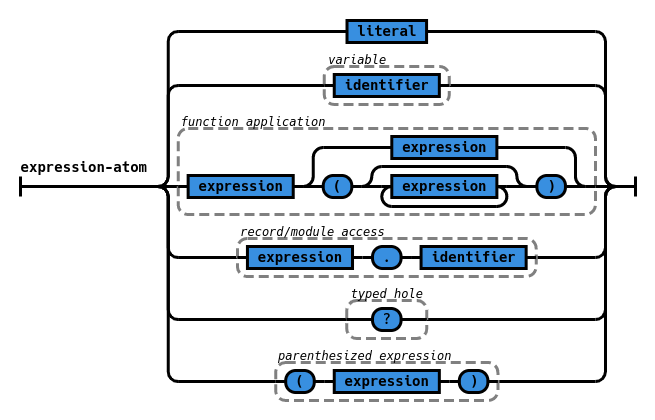 literal
variable
identifier
function application
expression
expression-atom
expression ( expression )
record/module access
expression . identifier
typed hole
?
parenthesized expression
( expression )